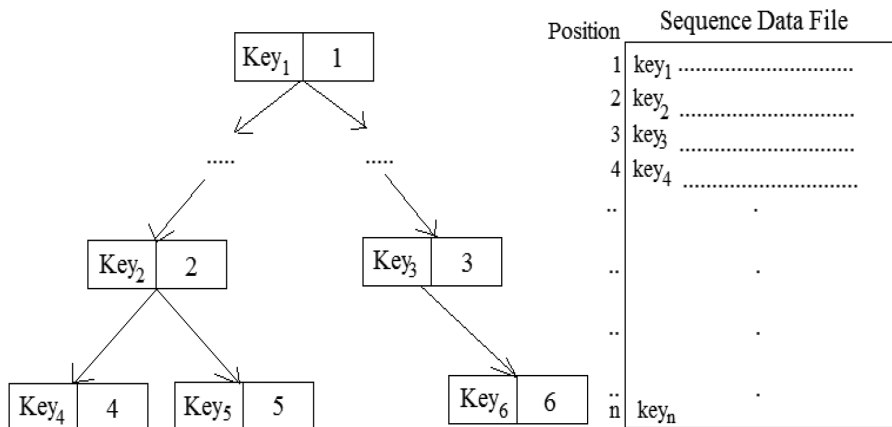 Key₁ 1
.....
.....
Key₂ 2
Key₃ 3
Key₄ 4
Key₅ 5
Key₆ 6
Position
Sequence Data File
1 key₁ ..............................
2 key₂ ..............................
3 key₃ ..............................
4 key₄ ..............................
.. .
.. .
.. .
.. .
n keyₙ